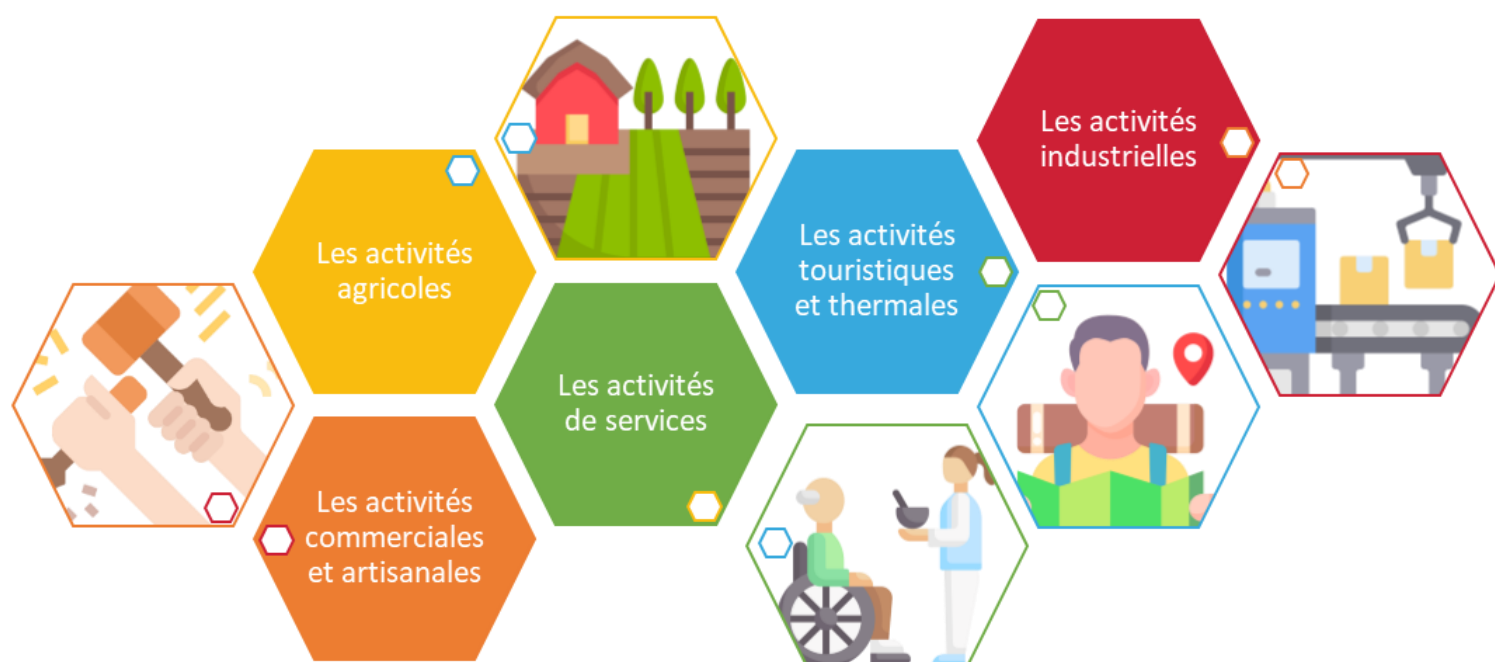 Les activités
agricoles
Les activités
commerciales
et artisanales
Les activités
de services
Les activités
touristiques
et thermales
Les activités
industrielles